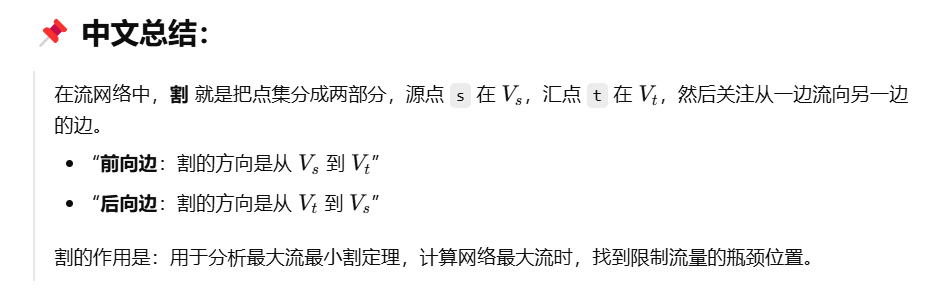 📌 中文总结：
在流网络中，割 就是把点集分成两部分，源点 s 在 Vₛ，汇点 t 在 Vₜ，然后关注从一边流向另一边
的边。
• “前向边：割的方向是从 Vₛ 到 Vₜ”
• “后向边：割的方向是从 Vₜ 到 Vₛ”
割的作用是：用于分析最大流最小割定理，计算网络最大流时，找到限制流量的瓶颈位置。